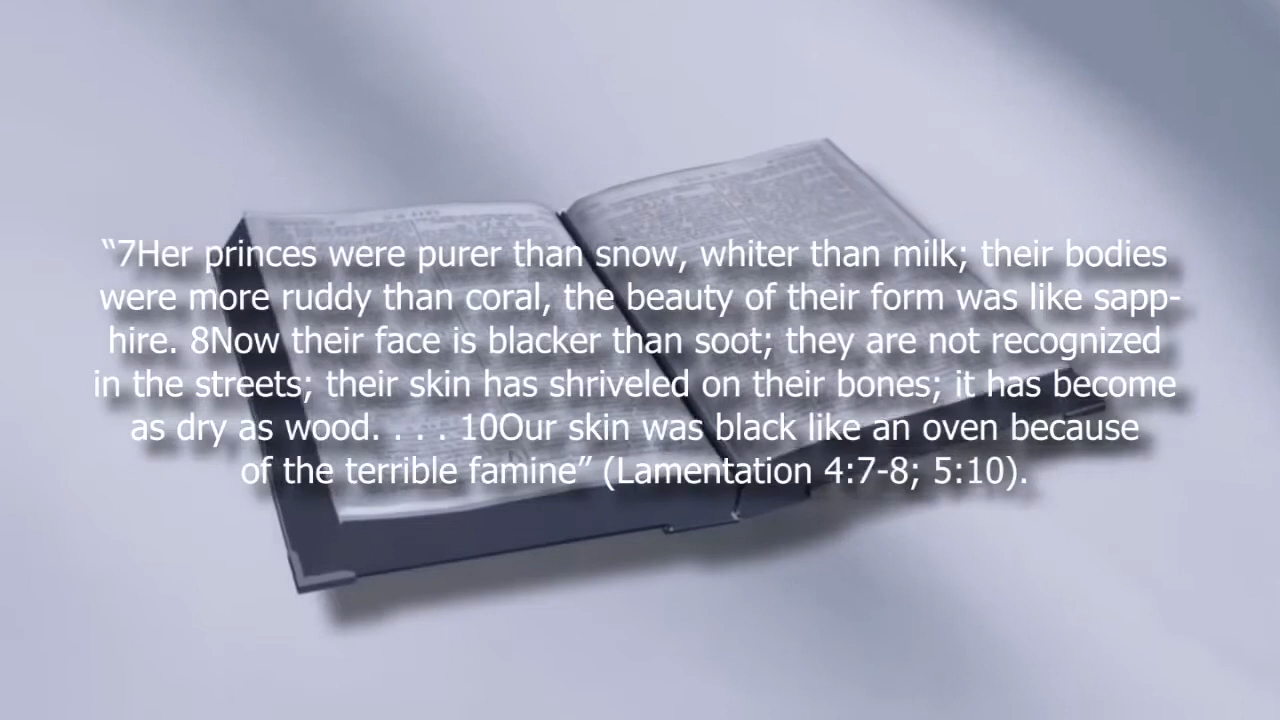 “7Her princes were purer than snow, whiter than milk; their bodies
were more ruddy than coral, the beauty of their form was like sapp-
hire. 8Now their face is blacker than soot; they are not recognized
in the streets; their skin has shriveled on their bones; it has become
as dry as wood. . . . 10Our skin was black like an oven because
of the terrible famine” (Lamentation 4:7-8; 5:10).